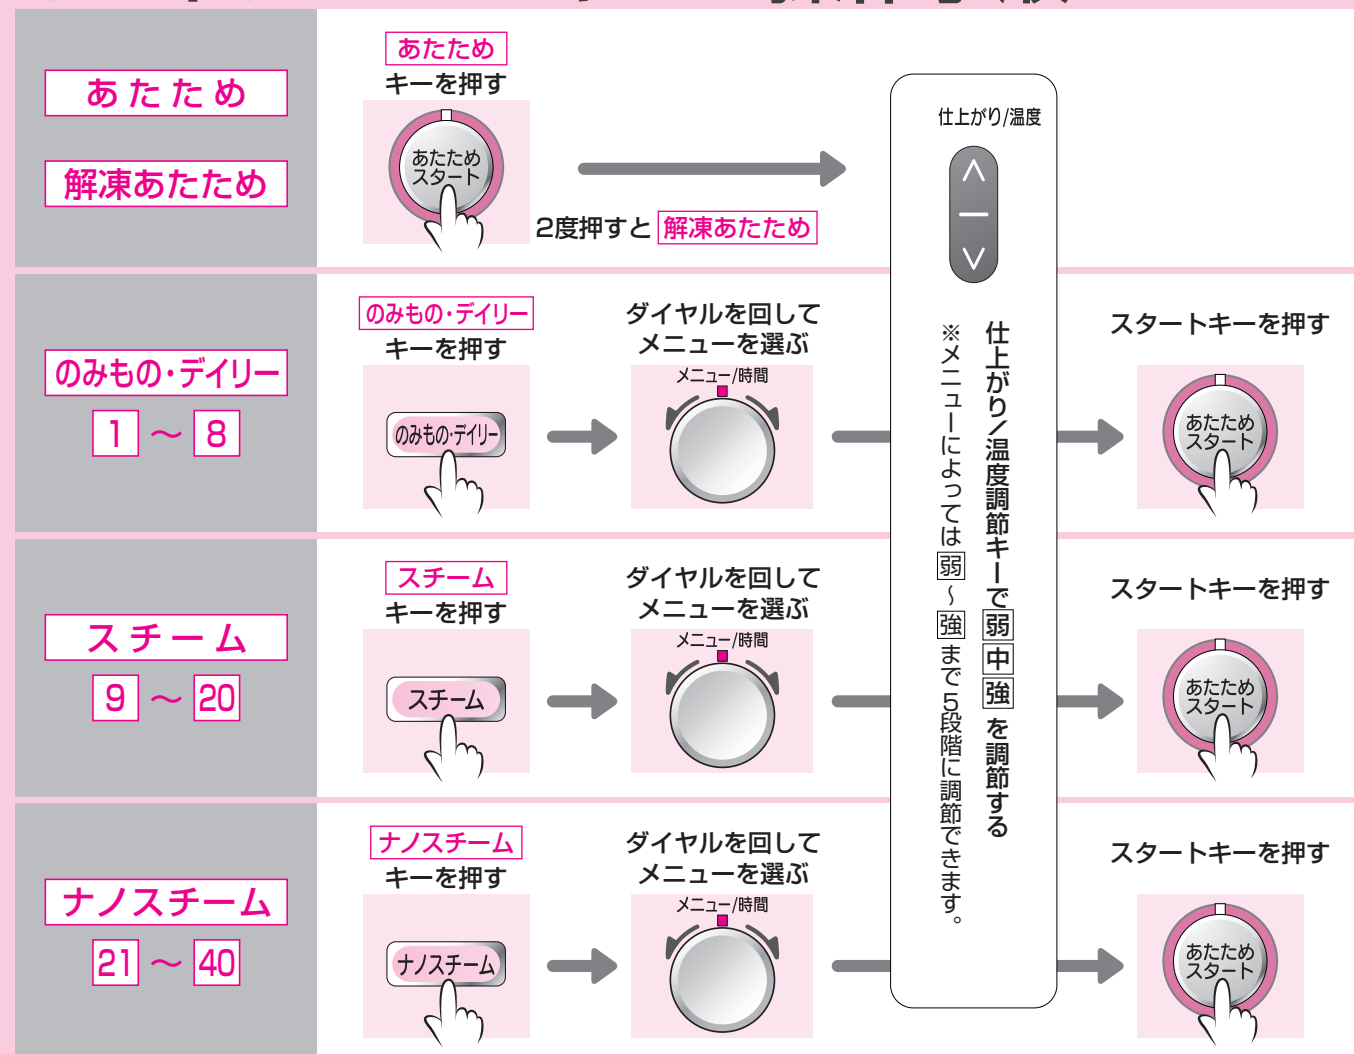 あたため
解凍あたため
あたため
キーを押す
あたため
スタート
2度押すと 解凍あたため
仕上がり/温度
仕上がり/温度調節キーで 弱 中 強 を調節する
※メニューによっては 弱 ~ 強 まで5段階に調節できます。
のみもの・デイリー
1 ~ 8
のみもの・デイリー
キーを押す
のみもの・デイリー
ダイヤルを回して
メニューを選ぶ
メニュー/時間
スタートキーを押す
あたため
スタート
スチーム
9 ~ 20
スチーム
キーを押す
スチーム
ダイヤルを回して
メニューを選ぶ
メニュー/時間
スタートキーを押す
あたため
スタート
ナノスチーム
21 ~ 40
ナノスチーム
キーを押す
ナノスチーム
ダイヤルを回して
メニューを選ぶ
メニュー/時間
スタートキーを押す
あたため
スタート